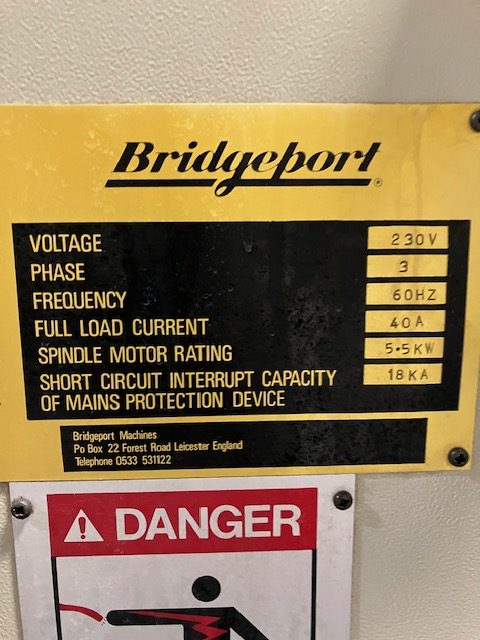 Bridgeport®
VOLTAGE 230V
PHASE 3
FREQUENCY 60HZ
FULL LOAD CURRENT 40A
SPINDLE MOTOR RATING 5·5KW
SHORT CIRCUIT INTERRUPT CAPACITY 18KA
OF MAINS PROTECTION DEVICE
Bridgeport Machines
Po Box 22 Forest Road Leicester England
Telephone 0533 531122
DANGER